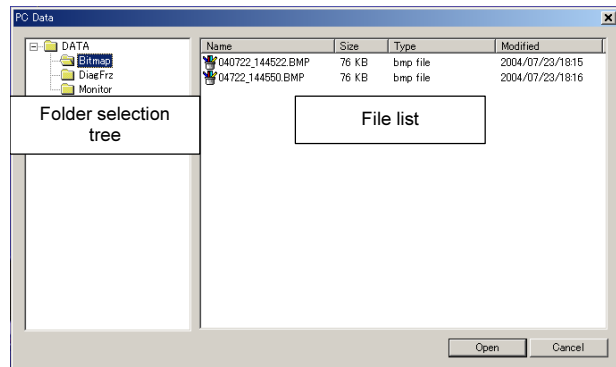 PC Data
DATA
Bitmap
DiagFrz
Monitor
Folder selection
tree
Name Size Type Modified
040722_144522.BMP 76 KB bmp file 2004/07/23/18:15
04722_144550.BMP 76 KB bmp file 2004/07/23/18:16
File list
Open Cancel